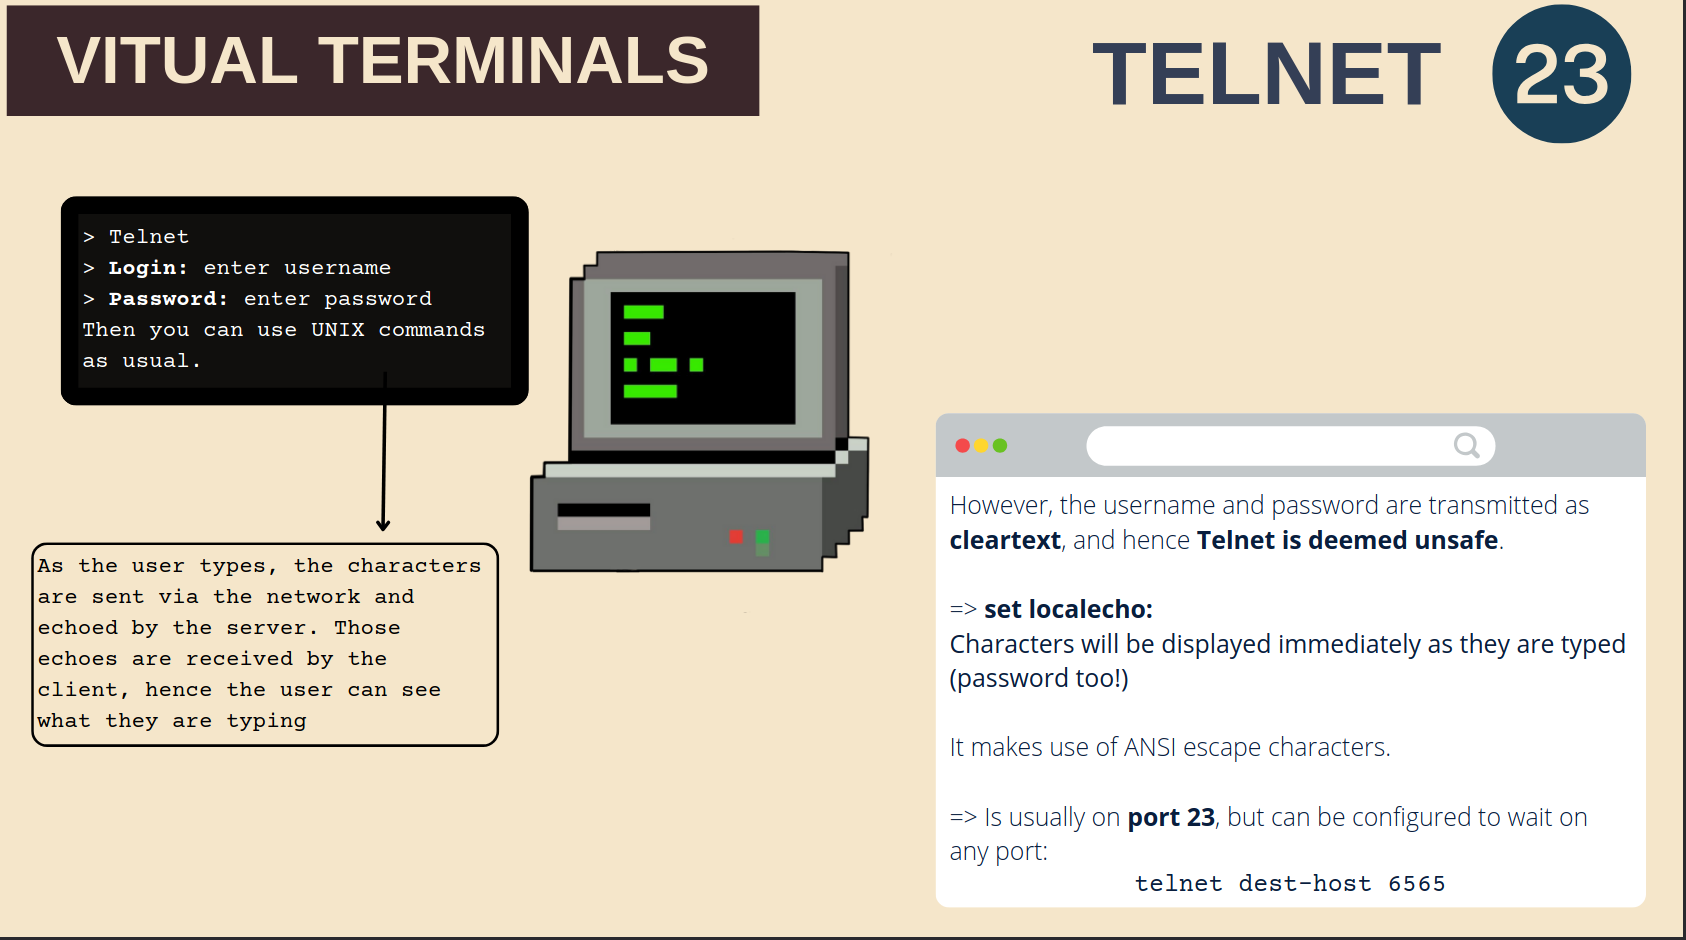 VITUAL TERMINALS
TELNET 23
> Telnet
> Login: enter username
> Password: enter password
Then you can use UNIX commands
as usual.
As the user types, the characters
are sent via the network and
echoed by the server. Those
echoes are received by the
client, hence the user can see
what they are typing
However, the username and password are transmitted as
cleartext, and hence Telnet is deemed unsafe.
=> set localecho:
Characters will be displayed immediately as they are typed
(password too!)
It makes use of ANSI escape characters.
=> Is usually on port 23, but can be configured to wait on
any port:
telnet dest-host 6565